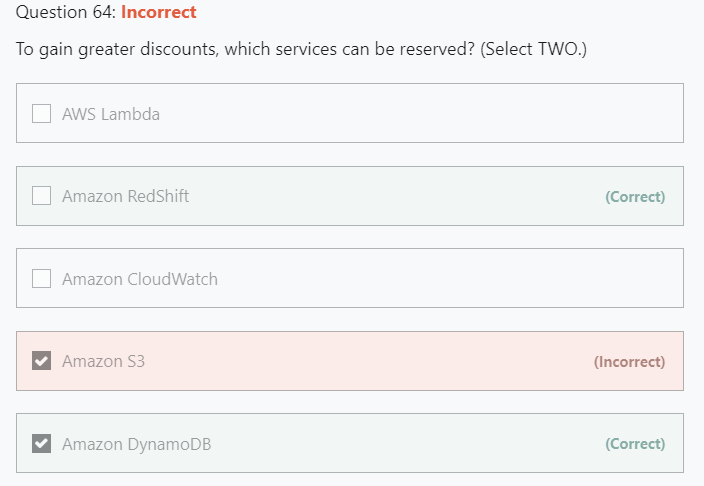 Question 64: Incorrect
To gain greater discounts, which services can be reserved? (Select TWO.)
AWS Lambda
Amazon RedShift (Correct)
Amazon CloudWatch
Amazon S3 (Incorrect)
Amazon DynamoDB (Correct)